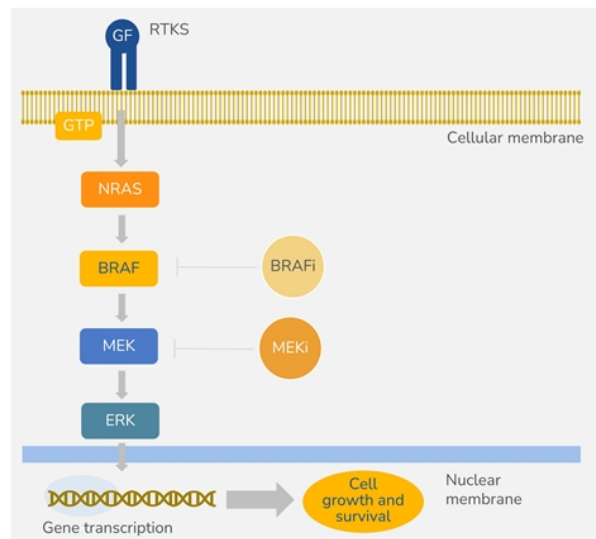 GF
RTKS
GTP
Cellular membrane
NRAS
BRAF
BRAFi
MEK
MEKi
ERK
Cell
growth and
survival
Nuclear
membrane
Gene transcription